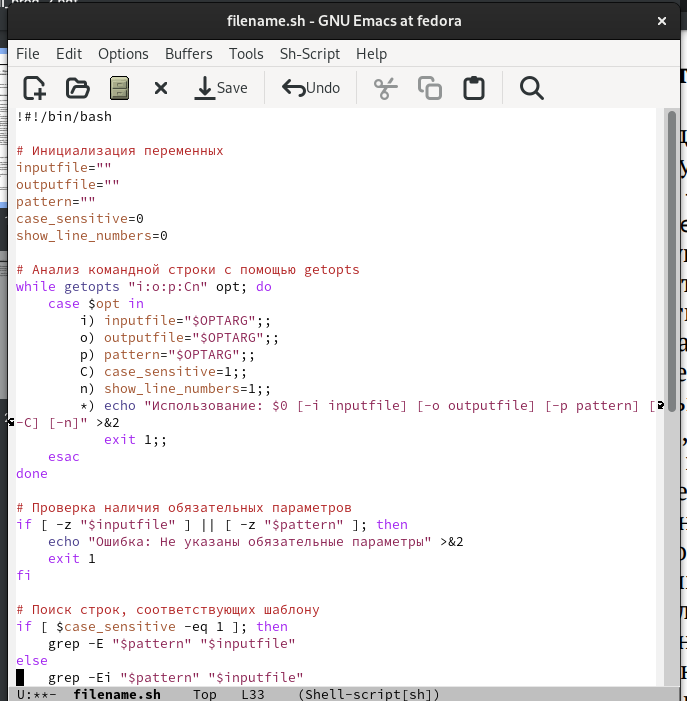 filename.sh - GNU Emacs at fedora
File Edit Options Buffers Tools Sh-Script Help
Save Undo
!#!/bin/bash

# Инициализация переменных
inputfile=""
outputfile=""
pattern=""
case_sensitive=0
show_line_numbers=0

# Анализ командной строки с помощью getopts
while getopts "i:o:p:Cn" opt; do
    case $opt in
        i) inputfile="$OPTARG";;
        o) outputfile="$OPTARG";;
        p) pattern="$OPTARG";;
        C) case_sensitive=1;;
        n) show_line_numbers=1;;
        *) echo "Использование: $0 [-i inputfile] [-o outputfile] [-p pattern] [
-C] [-n]" >&2
           exit 1;;
    esac
done

# Проверка наличия обязательных параметров
if [ -z "$inputfile" ] || [ -z "$pattern" ]; then
    echo "Ошибка: Не указаны обязательные параметры" >&2
    exit 1
fi

# Поиск строк, соответствующих шаблону
if [ $case_sensitive -eq 1 ]; then
    grep -E "$pattern" "$inputfile"
else
    grep -Ei "$pattern" "$inputfile"
U:**- filename.sh Top L33 (Shell-script[sh])